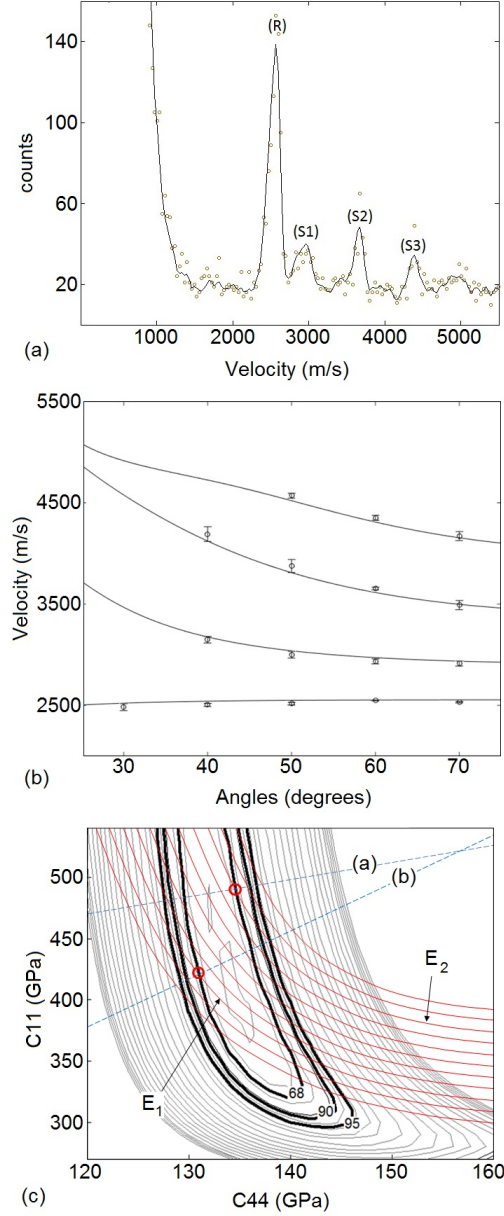 140
100
60
20
counts
(R)
(S1)
(S2)
(S3)
1000 2000 3000 4000 5000
(a) Velocity (m/s)
5500
4500
3500
2500
Velocity (m/s)
30 40 50 60 70
(b) Angles (degrees)
500
450
400
350
300
C11 (GPa)
(a)
(b)
E2
E1
68
90
95
120 130 140 150 160
(c) C44 (GPa)